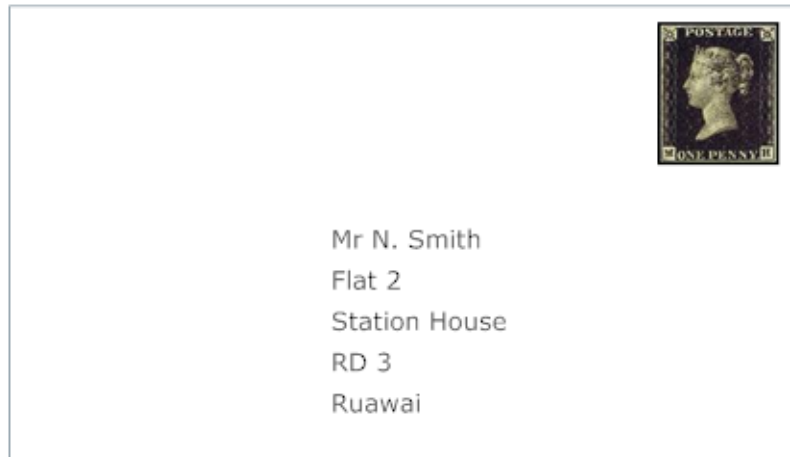 POSTAGE
M ONE PENNY H
Mr N. Smith
Flat 2
Station House
RD 3
Ruawai